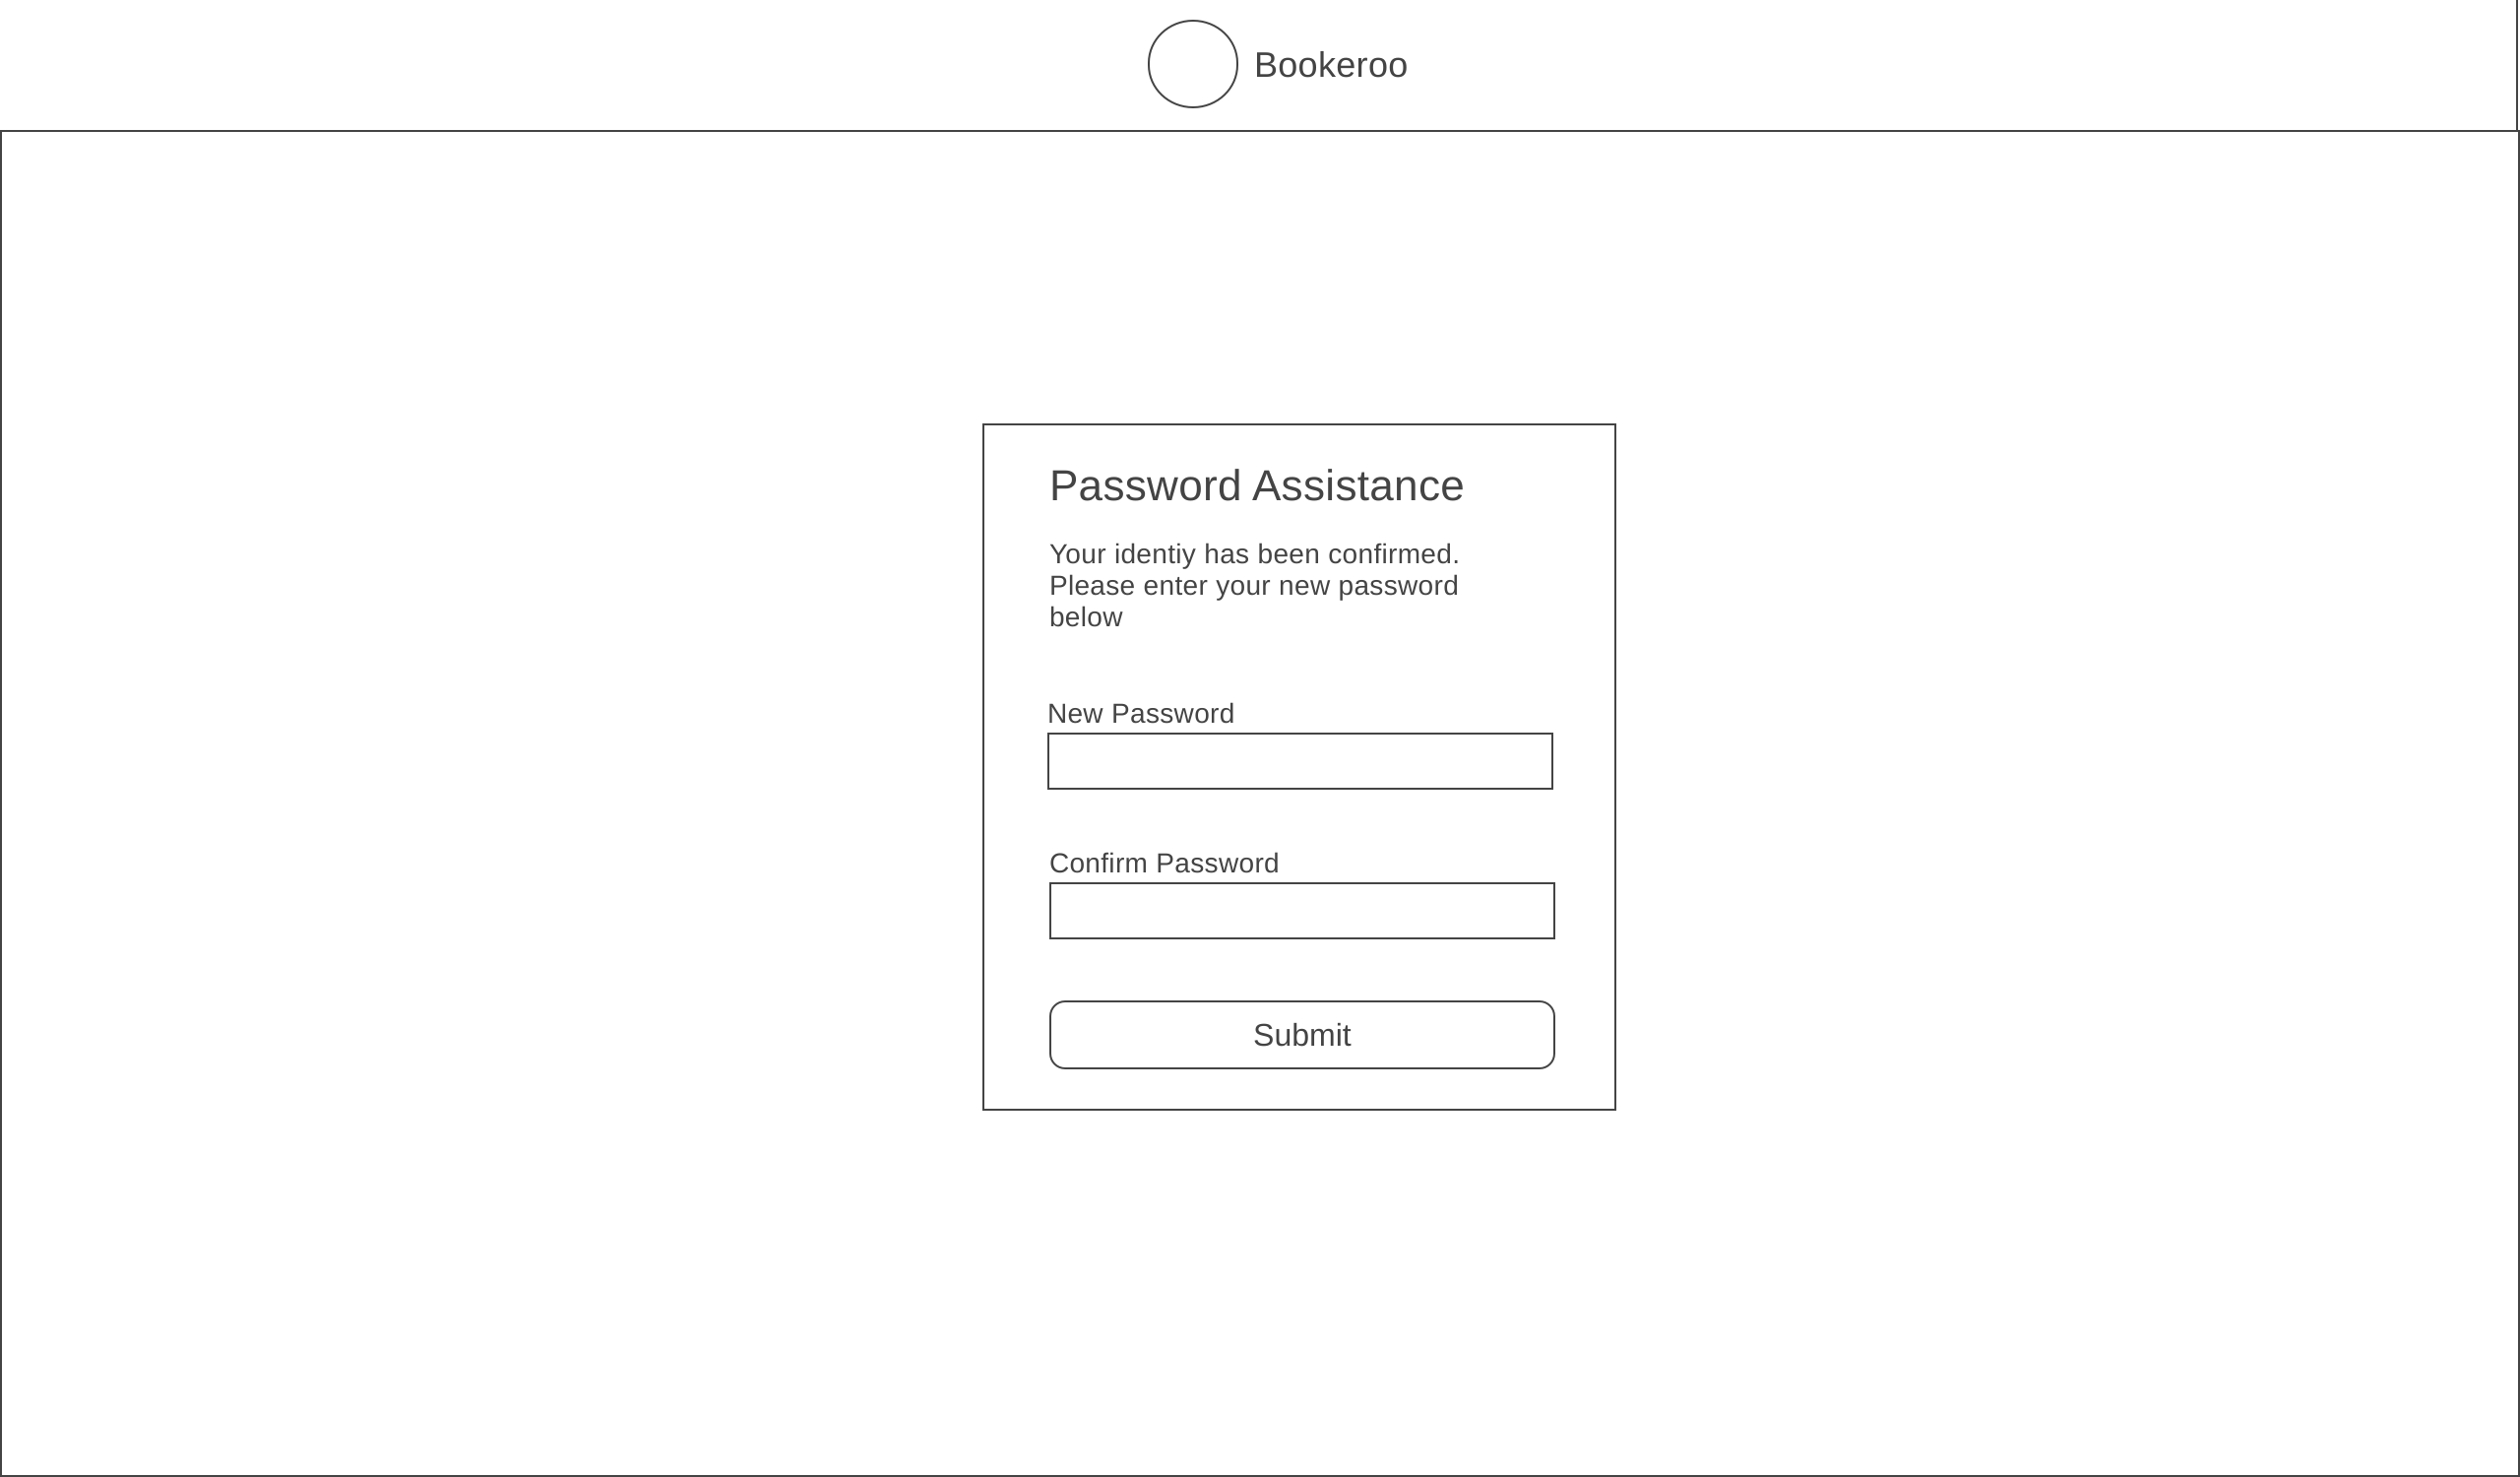 Bookeroo
Password Assistance
Your identiy has been confirmed.
Please enter your new password
below
New Password
Confirm Password
Submit